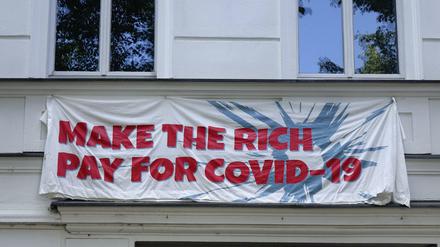 MAKE THE RICH
PAY FOR COVID-19